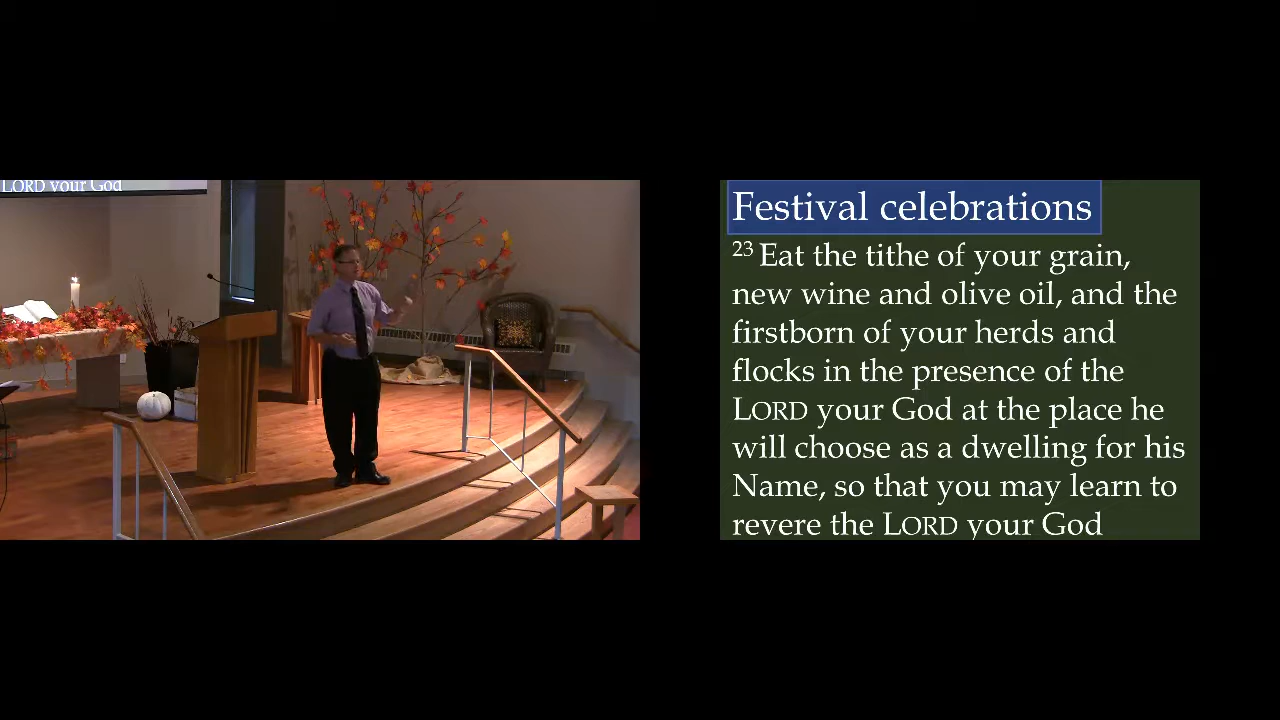 LORD your God
Festival celebrations
23 Eat the tithe of your grain,
new wine and olive oil, and the
firstborn of your herds and
flocks in the presence of the
LORD your God at the place he
will choose as a dwelling for his
Name, so that you may learn to
revere the LORD your God